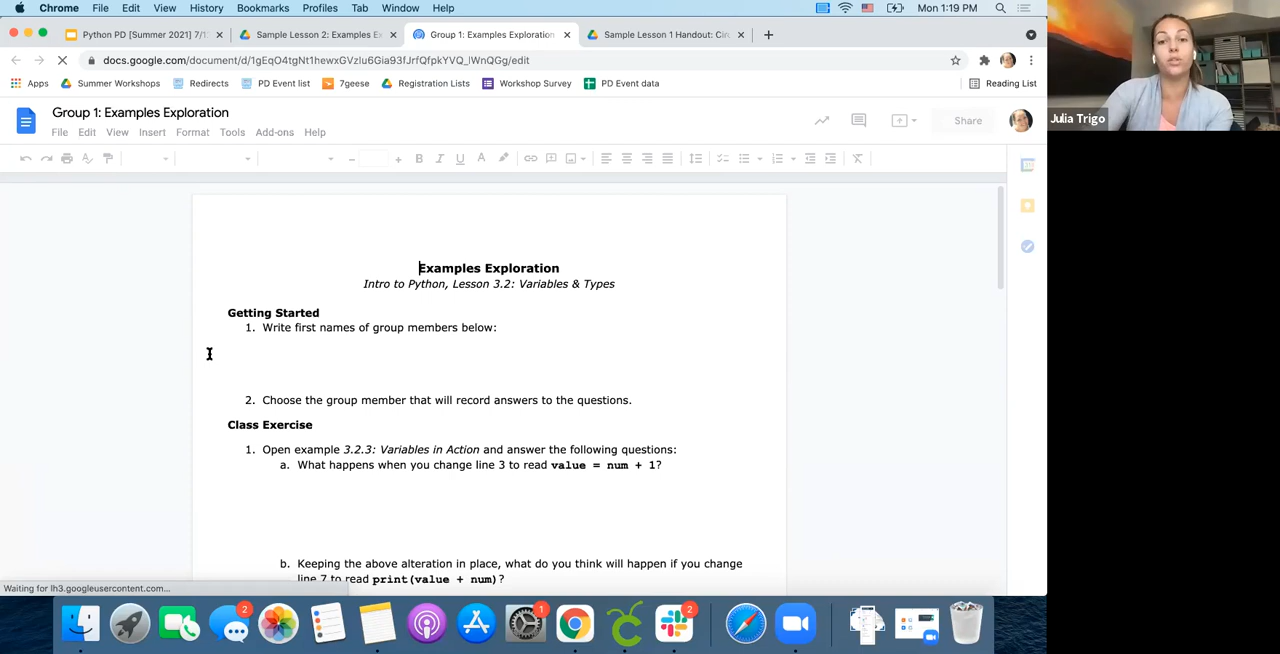 Chrome File Edit View History Bookmarks Profiles Tab Window Help Mon 1:19 PM
Python PD [Summer 2021] 7/1 Sample Lesson 2: Examples Ex Group 1: Examples Exploration Sample Lesson 1 Handout: Circ
docs.google.com/document/d/1gEqO4tgNt1hewxGVzlu6Gia93fJrfQfpkYVQ_lWnQGg/edit
Apps Summer Workshops Redirects PD Event list 7geese Registration Lists Workshop Survey PD Event data Reading List
Group 1: Examples Exploration
File Edit View Insert Format Tools Add-ons Help
Share
Examples Exploration
Intro to Python, Lesson 3.2: Variables & Types
Getting Started
1. Write first names of group members below:
2. Choose the group member that will record answers to the questions.
Class Exercise
1. Open example 3.2.3: Variables in Action and answer the following questions:
a. What happens when you change line 3 to read value = num + 1?
b. Keeping the above alteration in place, what do you think will happen if you change
line 7 to read print(value + num)?
Waiting for lh3.googleusercontent.com...
2
1
2
Julia Trigo